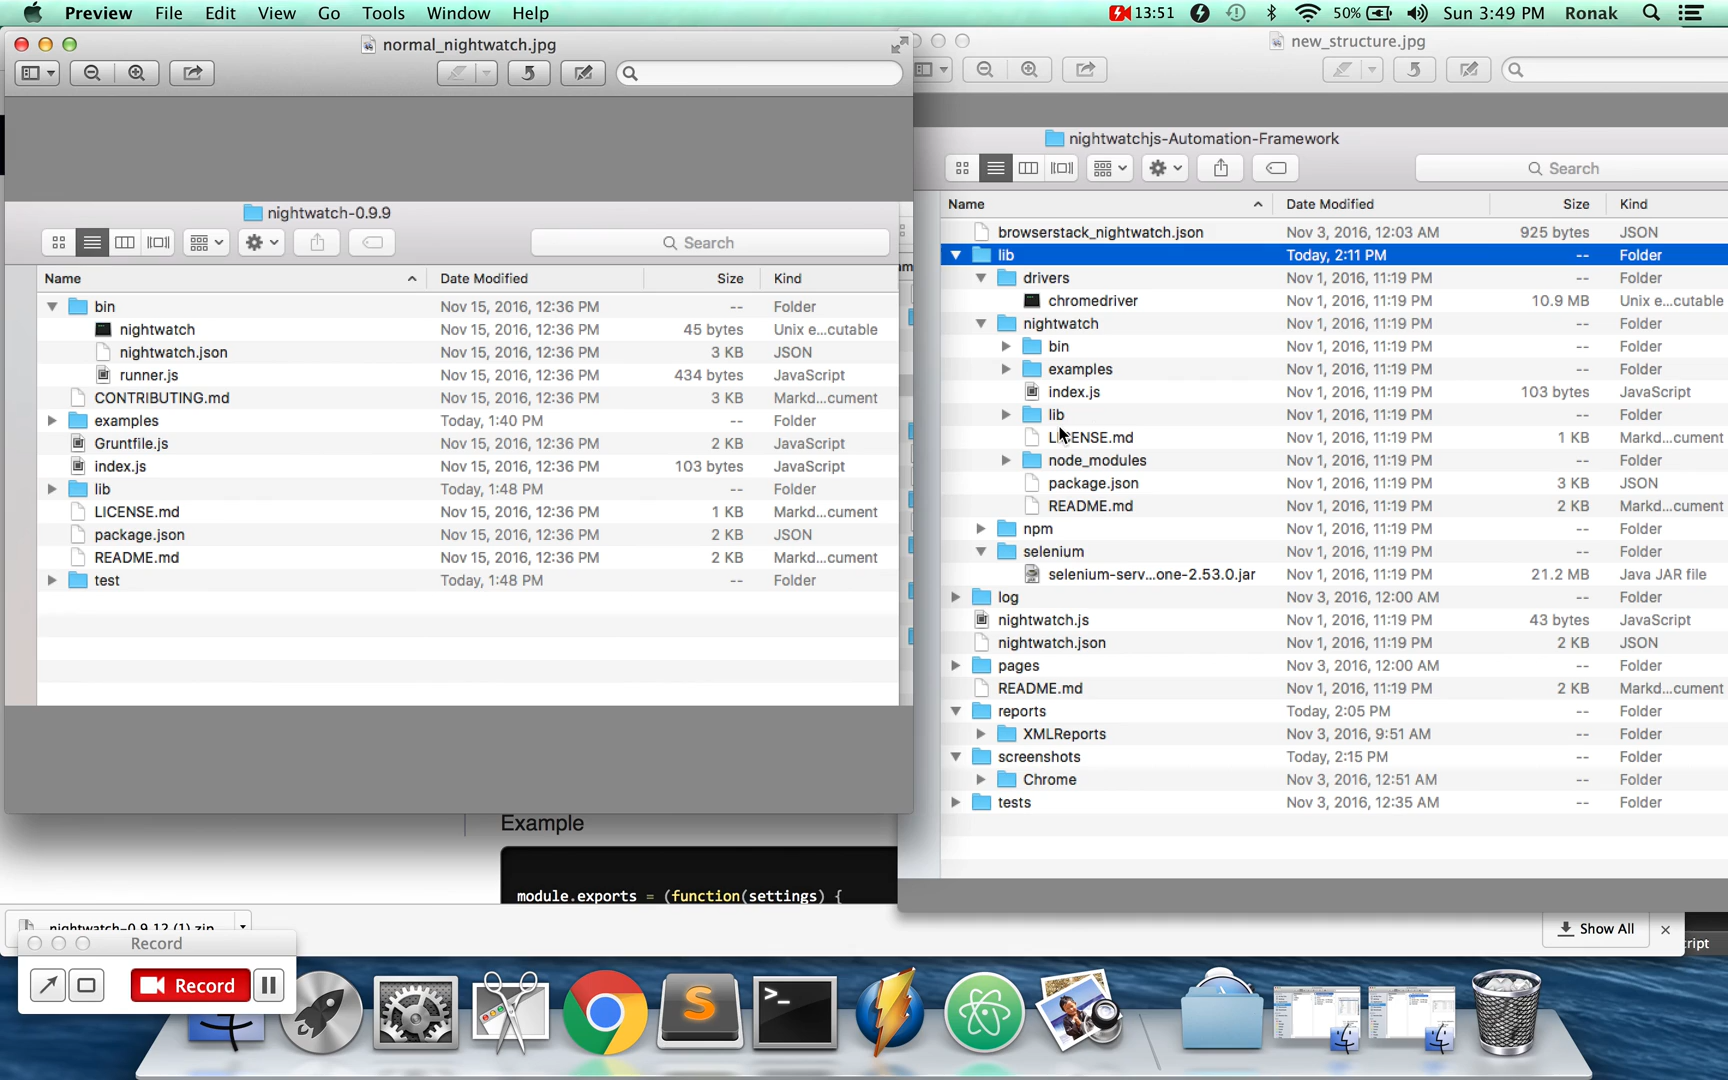 Preview File Edit View Go Tools Window Help 13:51 50% Sun 3:49 PM Ronak
normal_nightwatch.jpg
nightwatch-0.9.9
Search
Name Date Modified Size Kind
bin Nov 15, 2016, 12:36 PM -- Folder
nightwatch Nov 15, 2016, 12:36 PM 45 bytes Unix e...cutable
nightwatch.json Nov 15, 2016, 12:36 PM 3 KB JSON
runner.js Nov 15, 2016, 12:36 PM 434 bytes JavaScript
CONTRIBUTING.md Nov 15, 2016, 12:36 PM 3 KB Markd...cument
examples Today, 1:40 PM -- Folder
Gruntfile.js Nov 15, 2016, 12:36 PM 2 KB JavaScript
index.js Nov 15, 2016, 12:36 PM 103 bytes JavaScript
lib Today, 1:48 PM -- Folder
LICENSE.md Nov 15, 2016, 12:36 PM 1 KB Markd...cument
package.json Nov 15, 2016, 12:36 PM 2 KB JSON
README.md Nov 15, 2016, 12:36 PM 2 KB Markd...cument
test Today, 1:48 PM -- Folder
new_structure.jpg
nightwatchjs-Automation-Framework
Search
Name Date Modified Size Kind
browserstack_nightwatch.json Nov 3, 2016, 12:03 AM 925 bytes JSON
lib Today, 2:11 PM -- Folder
drivers Nov 1, 2016, 11:19 PM -- Folder
chromedriver Nov 1, 2016, 11:19 PM 10.9 MB Unix e...cutable
nightwatch Nov 1, 2016, 11:19 PM -- Folder
bin Nov 1, 2016, 11:19 PM -- Folder
examples Nov 1, 2016, 11:19 PM -- Folder
index.js Nov 1, 2016, 11:19 PM 103 bytes JavaScript
lib Nov 1, 2016, 11:19 PM -- Folder
LICENSE.md Nov 1, 2016, 11:19 PM 1 KB Markd...cument
node_modules Nov 1, 2016, 11:19 PM -- Folder
package.json Nov 1, 2016, 11:19 PM 3 KB JSON
README.md Nov 1, 2016, 11:19 PM 2 KB Markd...cument
npm Nov 1, 2016, 11:19 PM -- Folder
selenium Nov 1, 2016, 11:19 PM -- Folder
selenium-serv...one-2.53.0.jar Nov 1, 2016, 11:19 PM 21.2 MB Java JAR file
log Nov 3, 2016, 12:00 AM -- Folder
nightwatch.js Nov 1, 2016, 11:19 PM 43 bytes JavaScript
nightwatch.json Nov 1, 2016, 11:19 PM 2 KB JSON
pages Nov 3, 2016, 12:00 AM -- Folder
README.md Nov 1, 2016, 11:19 PM 2 KB Markd...cument
reports Today, 2:05 PM -- Folder
XMLReports Nov 3, 2016, 9:51 AM -- Folder
screenshots Today, 2:15 PM -- Folder
Chrome Nov 3, 2016, 12:51 AM -- Folder
tests Nov 3, 2016, 12:35 AM -- Folder
Example
module.exports = (function(settings) {
nightwatch-0.9.12 (1).zip
Show All
ript
Record
Record